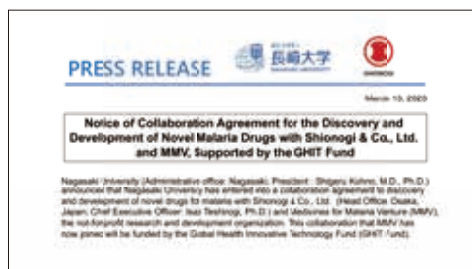 PRESS RELEASE
長崎大学
NAGASAKI UNIVERSITY
SHIONOGI
Notice of Collaboration Agreement for the Discovery and
Development of Novel Malaria Drugs with Shionogi & Co., Ltd.
and MMV, Supported by the GHIT Fund
Nagasaki University (Administrative office: Nagasaki, President : Shigeru Kohno, M.D., Ph.D.)
announced that Nagasaki University has entered into a collaboration agreement to discovery
and development of novel drugs for malaria with Shionogi & Co., Ltd. (Head Office: Osaka,
Japan; Chief Executive Officer: Isao Teshirogi, Ph.D.) and Medicines for Malaria Venture (MMV),
the not-for-profit research and development organization. This collaboration that MMV has
now joined will be funded by the Global Health Innovative Technology Fund (GHIT Fund).